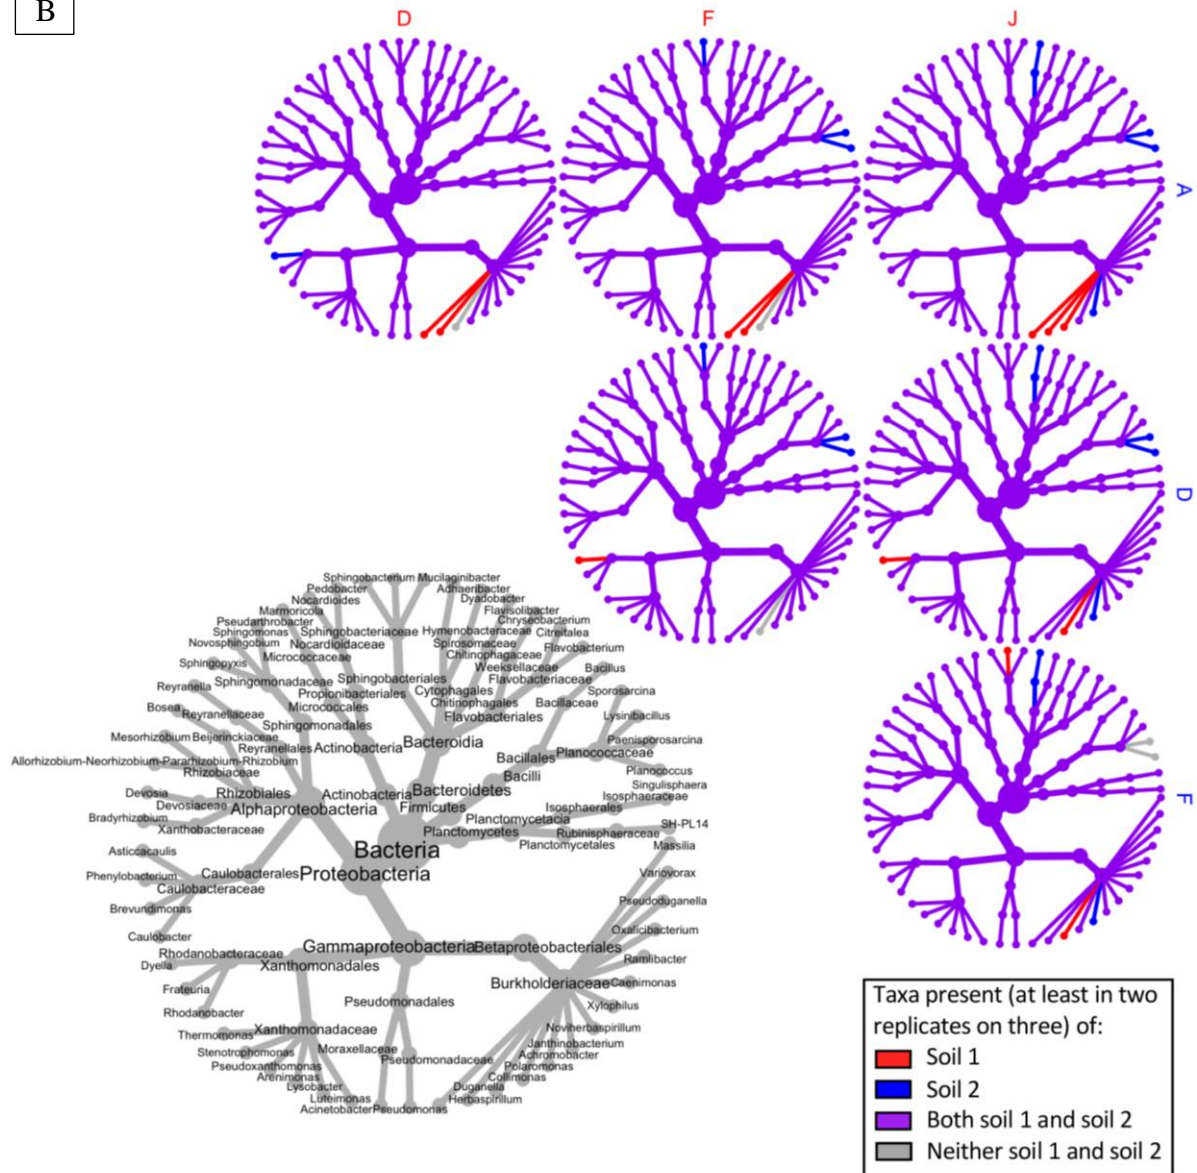 B
D F J
A
D
F
Sphingobacterium Mucilaginibacter
Pedobacter Adhaeribacter
Nocardioides Dyadobacter
Marmoricola Flavisolibacter
Pseudarthrobacter Chryseobacterium
Sphingomonas Sphingobacteriaceae Hymenobacteraceae Citreitalea
Novosphingobium Nocardioidaceae Spirosomaceae Flavobacterium
Micrococcaceae Chitinophagaceae
Sphingopyxis Weeksellaceae Bacillus
Sphingomonadaceae Sphingobacteriales Flavobacteriaceae
Reyranella Propionibacteriales Cytophagales Sporosarcina
Bosea Micrococcales Chitinophagales Bacillaceae
Reyranellaceae Flavobacteriales Lysinibacillus
Sphingomonadales
Mesorhizobium Beijerinckiaceae Bacteroidia Paenisporosarcina
Reyranellales Actinobacteria Planococcaceae
Allorhizobium-Neorhizobium-Pararhizobium-Rhizobium Bacillales
Rhizobiaceae Bacilli Planococcus
Devosia Rhizobiales Actinobacteria Bacteroidetes Singulisphaera
Devosiaceae Alphaproteobacteria Firmicutes Isosphaerales Isosphaeraceae
Bradyrhizobium Planctomycetacia SH-PL14
Xanthobacteraceae Planctomycetes Rubinisphaeraceae
Asticcacaulis Bacteria Planctomycetales Massilia
Phenylobacterium Caulobacterales Proteobacteria Variovorax
Caulobacteraceae
Brevundimonas Pseudoduganella
Caulobacter Oxalicibacterium
Rhodanobacteraceae Gammaproteobacteria Betaproteobacteriales
Dyella Xanthomonadales Ramlibacter
Frateuria Burkholderiaceae Caenimonas
Rhodanobacter Pseudomonadales Xylophilus
Thermomonas Xanthomonadaceae Noviherbaspirillum
Stenotrophomonas Moraxellaceae Janthinobacterium
Pseudoxanthomonas Pseudomonadaceae Achromobacter
Arenimonas Polaromonas
Lysobacter Collimonas
Luteimonas Duganella
Acinetobacter Pseudomonas Herbaspirillum
Taxa present (at least in two
replicates on three) of:
Soil 1
Soil 2
Both soil 1 and soil 2
Neither soil 1 and soil 2